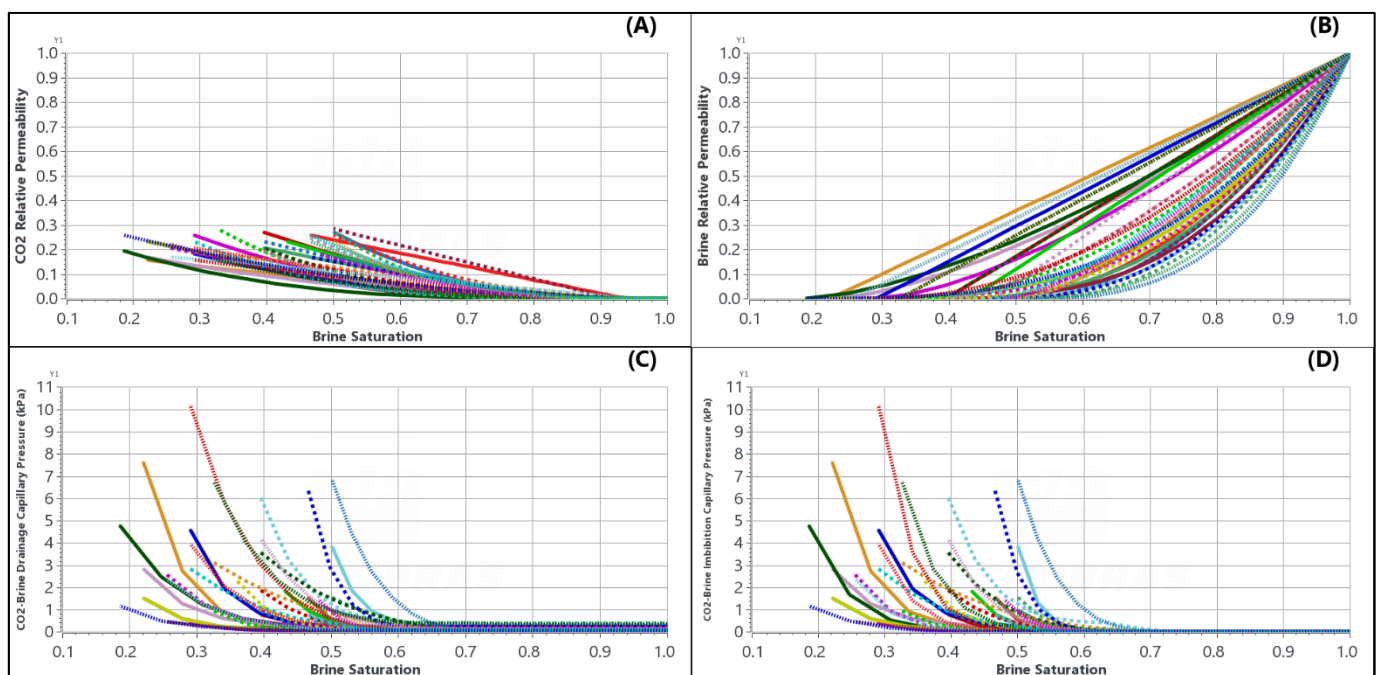 (A)
Y1
1.0
0.9
0.8
0.7
0.6
0.5
0.4
0.3
0.2
0.1
0.0
CO2 Relative Permeability
0.1 0.2 0.3 0.4 0.5 0.6 0.7 0.8 0.9 1.0
Brine Saturation
(B)
Y1
1.0
0.9
0.8
0.7
0.6
0.5
0.4
0.3
0.2
0.1
0.0
Brine Relative Permeability
0.1 0.2 0.3 0.4 0.5 0.6 0.7 0.8 0.9 1.0
Brine Saturation
(C)
Y1
11
10
9
8
7
6
5
4
3
2
1
0
CO2-Brine Drainage Capillary Pressure (kPa)
0.1 0.2 0.3 0.4 0.5 0.6 0.7 0.8 0.9 1.0
Brine Saturation
(D)
Y1
11
10
9
8
7
6
5
4
3
2
1
0
CO2-Brine Imbibition Capillary Pressure (kPa)
0.1 0.2 0.3 0.4 0.5 0.6 0.7 0.8 0.9 1.0
Brine Saturation